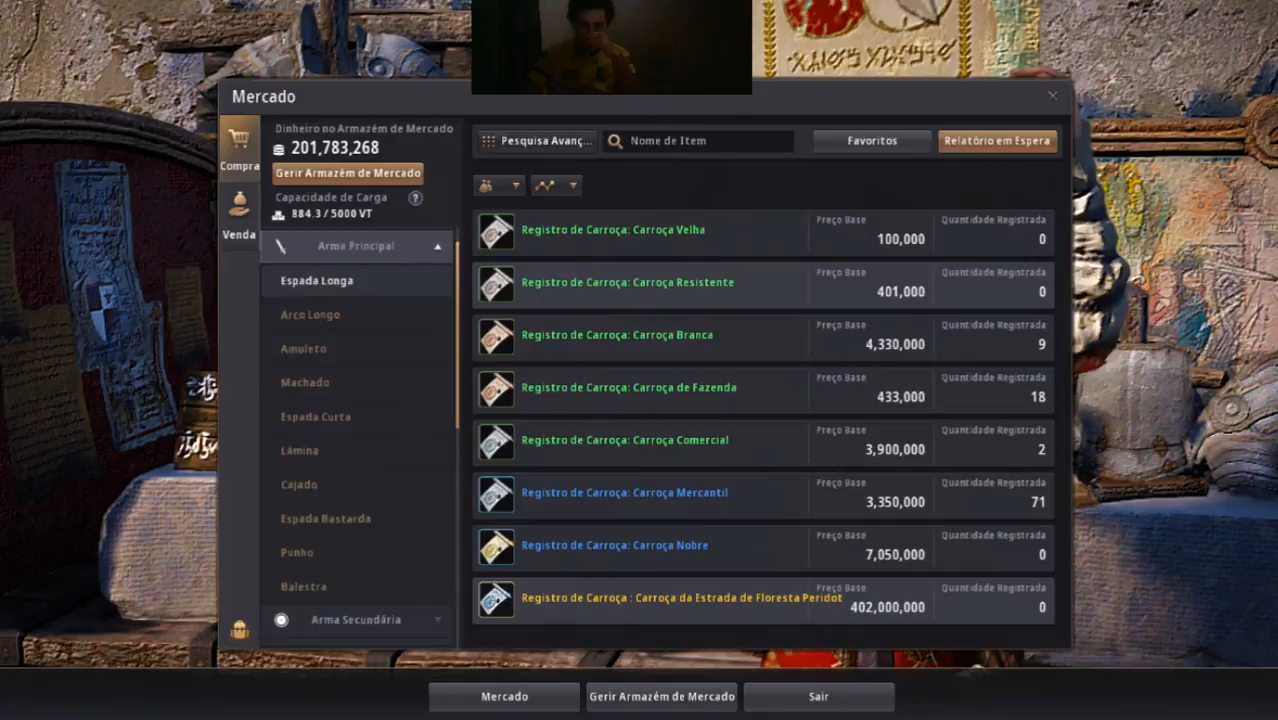 Mercado
Compra
Venda
Dinheiro no Armazém de Mercado
201,783,268
Gerir Armazém de Mercado
Capacidade de Carga ?
884.3 / 5000 VT
Arma Principal
Espada Longa
Arco Longo
Amuleto
Machado
Espada Curta
Lâmina
Cajado
Espada Bastarda
Punho
Balestra
Arma Secundária
Pesquisa Avanç...
Nome de Item
Favoritos
Relatório em Espera
Registro de Carroça: Carroça Velha
Preço Base
100,000
Quantidade Registrada
0
Registro de Carroça: Carroça Resistente
Preço Base
401,000
Quantidade Registrada
0
Registro de Carroça: Carroça Branca
Preço Base
4,330,000
Quantidade Registrada
9
Registro de Carroça: Carroça de Fazenda
Preço Base
433,000
Quantidade Registrada
18
Registro de Carroça: Carroça Comercial
Preço Base
3,900,000
Quantidade Registrada
2
Registro de Carroça: Carroça Mercantil
Preço Base
3,350,000
Quantidade Registrada
71
Registro de Carroça: Carroça Nobre
Preço Base
7,050,000
Quantidade Registrada
0
Registro de Carroça : Carroça da Estrada de Floresta Peridot
Preço Base
402,000,000
Quantidade Registrada
0
Mercado
Gerir Armazém de Mercado
Sair